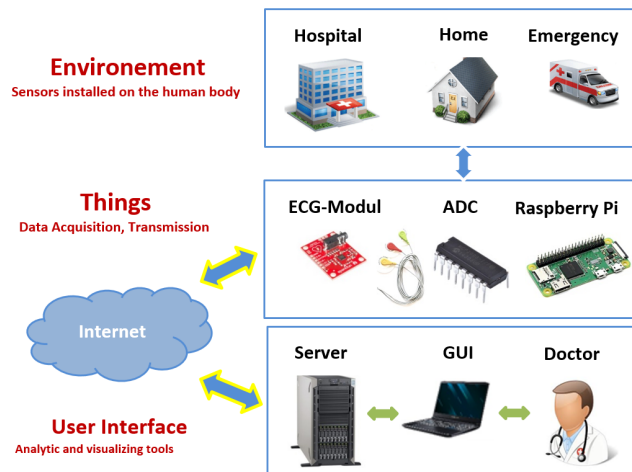 Environement
Sensors installed on the human body
Hospital
Home
Emergency
Things
Data Acquisition, Transmission
ECG-Modul
ADC
Raspberry Pi
Internet
Server
GUI
Doctor
User Interface
Analytic and visualizing tools